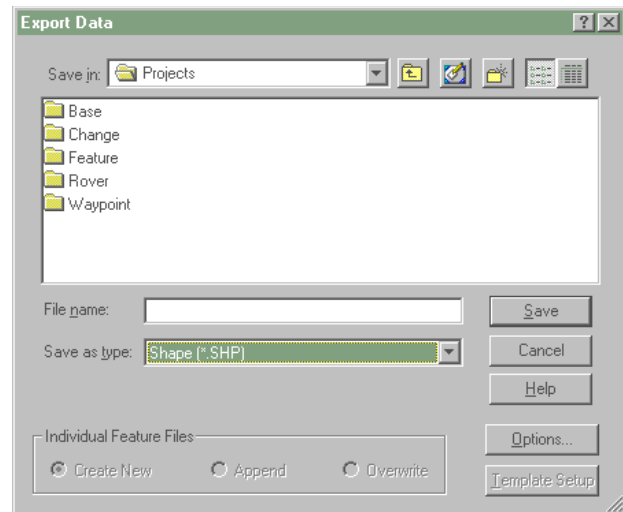 Export Data
Save in: Projects
Base
Change
Feature
Rover
Waypoint
File name:
Save
Save as type: Shape (*.SHP)
Cancel
Help
Individual Feature Files
Options...
Create New Append Overwrite
Template Setup